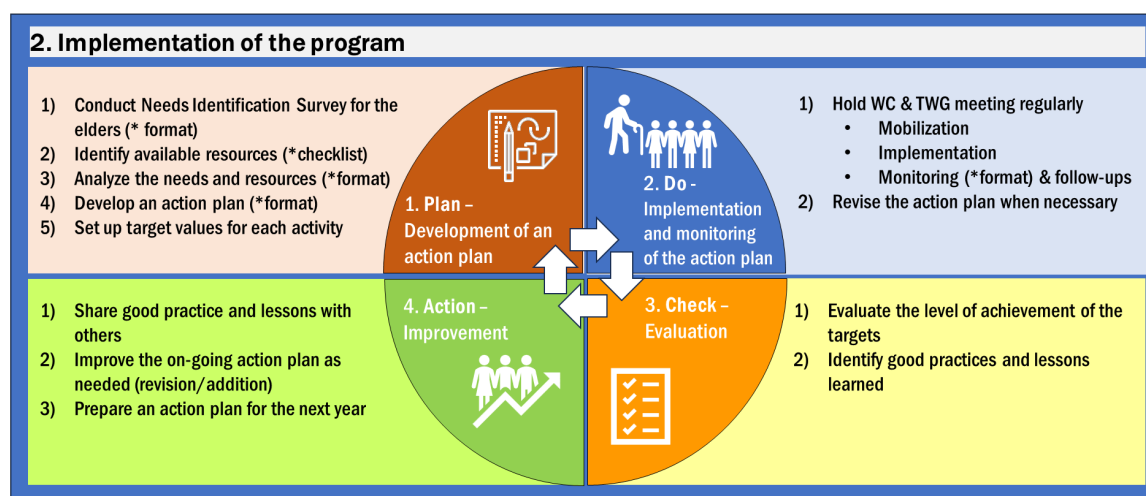 2. Implementation of the program
1) Conduct Needs Identification Survey for the
elders (* format)
2) Identify available resources (*checklist)
3) Analyze the needs and resources (*format)
4) Develop an action plan (*format)
5) Set up target values for each activity
1. Plan –
Development of an
action plan
2. Do -
Implementation
and monitoring
of the action plan
1) Hold WC & TWG meeting regularly
• Mobilization
• Implementation
• Monitoring (*format) & follow-ups
2) Revise the action plan when necessary
1) Share good practice and lessons with
others
2) Improve the on-going action plan as
needed (revision/addition)
3) Prepare an action plan for the next year
4. Action –
Improvement
3. Check –
Evaluation
1) Evaluate the level of achievement of the
targets
2) Identify good practices and lessons
learned